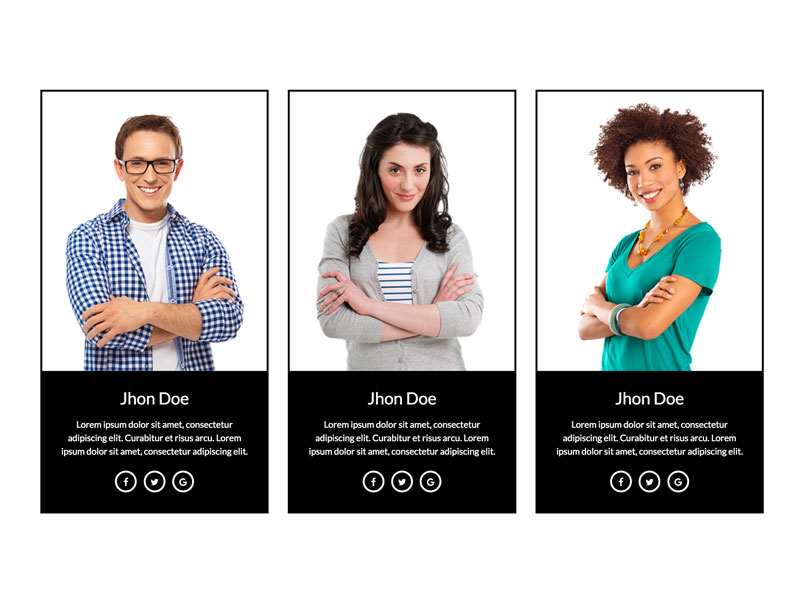 Jhon Doe
Lorem ipsum dolor sit amet, consectetur
adipiscing elit. Curabitur et risus arcu. Lorem
ipsum dolor sit amet, consectetur adipiscing elit.
Jhon Doe
Lorem ipsum dolor sit amet, consectetur
adipiscing elit. Curabitur et risus arcu. Lorem
ipsum dolor sit amet, consectetur adipiscing elit.
Jhon Doe
Lorem ipsum dolor sit amet, consectetur
adipiscing elit. Curabitur et risus arcu. Lorem
ipsum dolor sit amet, consectetur adipiscing elit.